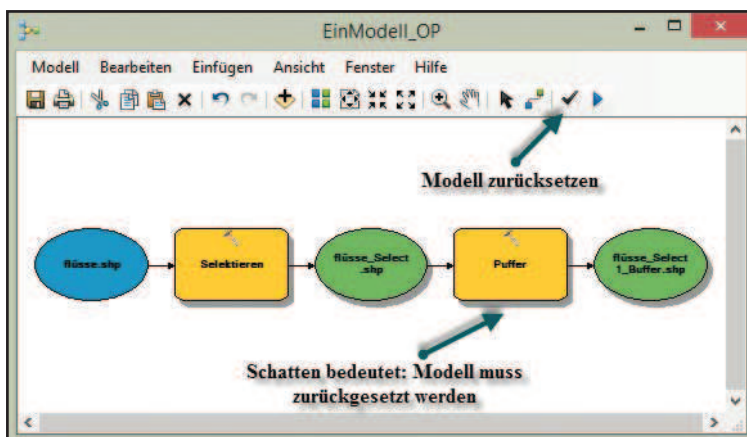 EinModell_OP
Modell Bearbeiten Einfügen Ansicht Fenster Hilfe
Modell zurücksetzen
flüsse.shp
Selektieren
flüsse_Select
.shp
Puffer
flüsse_Select
1_Buffer.shp
Schatten bedeutet: Modell muss
zurückgesetzt werden